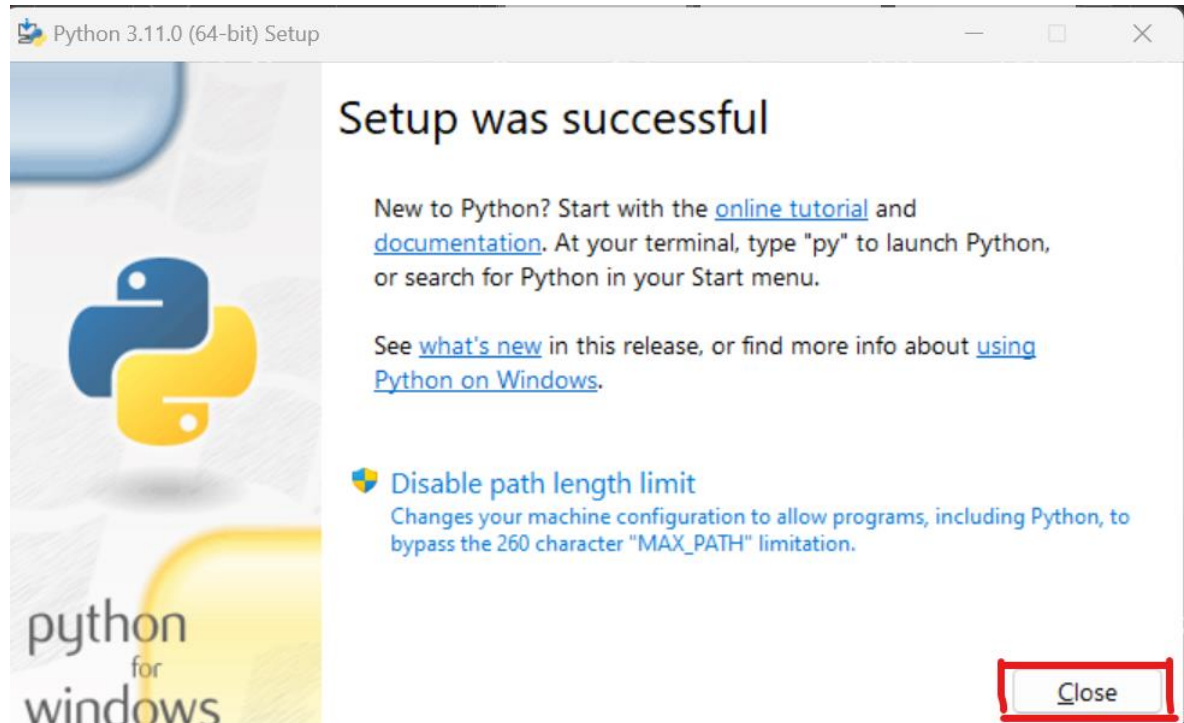 Python 3.11.0 (64-bit) Setup
Setup was successful
New to Python? Start with the online tutorial and
documentation. At your terminal, type "py" to launch Python,
or search for Python in your Start menu.
See what's new in this release, or find more info about using
Python on Windows.
Disable path length limit
Changes your machine configuration to allow programs, including Python, to
bypass the 260 character "MAX_PATH" limitation.
python
for
windows
Close